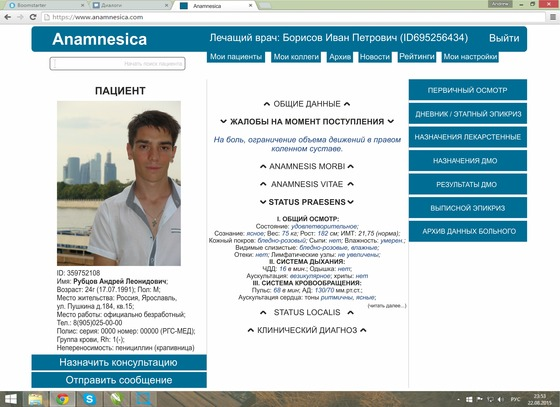 Boomstarter
Диалоги
Anamnesica
https://www.anamnesica.com
Anamnesica
Лечащий врач: Борисов Иван Петрович (ID695256434)
Выйти
Мои пациенты
Мои коллеги
Архив
Новости
Рейтинги
Мои настройки
Начать поиск пациентов
ПАЦИЕНТ
ID: 359752108
Имя: Рубцов Андрей Леонидович;
Возраст: 24г (17.07.1991); Пол: М;
Место жительства: Россия, Ярославль,
ул. Пушкина д.184, кв.15;
Место работы: официально безработный;
Тел.: 8(905)025-00-00
Полис: серия: 0000 номер: 00000 (РГС-МЕД);
Группа крови, Rh: 1(-);
Непереносимость: пенициллин (крапивница)
Назначить консультацию
Отправить сообщение
ОБЩИЕ ДАННЫЕ
ЖАЛОБЫ НА МОМЕНТ ПОСТУПЛЕНИЯ
На боль, ограничение объема движений в правом
коленном суставе.
ANAMNESIS MORBI
ANAMNESIS VITAE
STATUS PRAESENS
I. ОБЩИЙ ОСМОТР:
Состояние: удовлетворительное;
Сознание: ясное; Вес: 75 кг; Рост: 182 см; ИМТ: 21,75 (норма);
Кожный покров: бледно-розовый; Сыпи: нет; Влажность: умерен.;
Видимые слизистые: бледно-розовые, влажные;
Отеки: нет; Лимфатические узлы: не увеличены;
II. СИСТЕМА ДЫХАНИЯ:
ЧДД: 16 в мин.; Одышка: нет;
Аускультация: везикулярное; хрипы: нет
III. СИСТЕМА КРОВООБРАЩЕНИЯ:
Пульс: 68 в мин.; АД: 130/70 мм.рт.ст.;
Аускультация сердца: тоны ритмичны, ясные;
(читать далее...)
STATUS LOCALIS
КЛИНИЧЕСКИЙ ДИАГНОЗ
ПЕРВИЧНЫЙ ОСМОТР
ДНЕВНИК / ЭТАПНЫЙ ЭПИКРИЗ
НАЗНАЧЕНИЯ ЛЕКАРСТВЕННЫЕ
НАЗНАЧЕНИЯ ДМО
РЕЗУЛЬТАТЫ ДМО
ВЫПИСНОЙ ЭПИКРИЗ
АРХИВ ДАННЫХ БОЛЬНОГО
РУС
23:53
22.08.2015